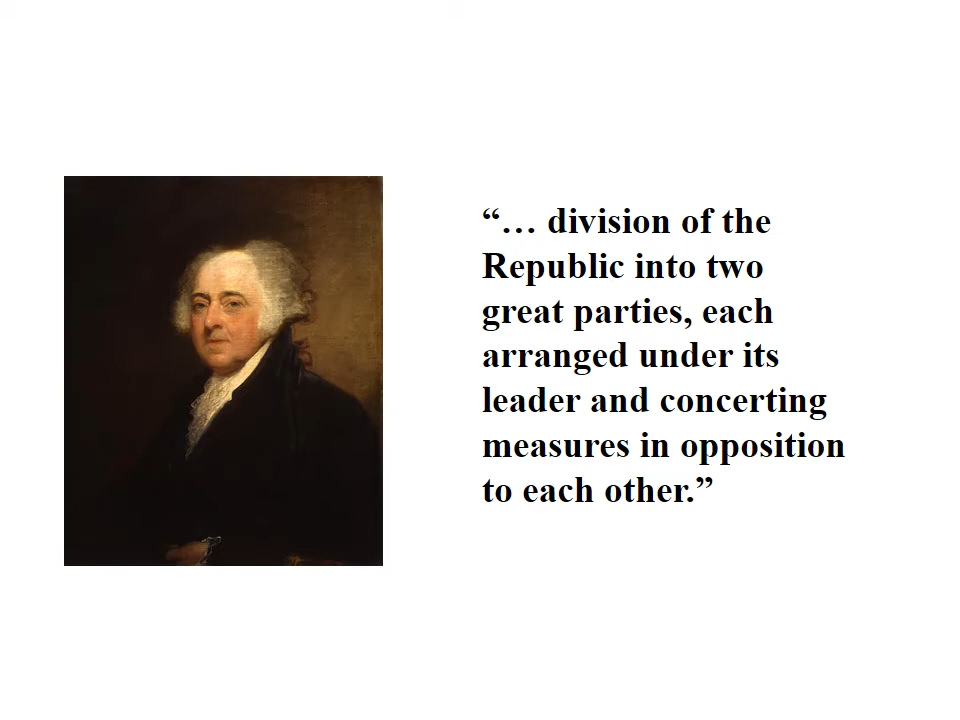 “… division of the
Republic into two
great parties, each
arranged under its
leader and concerting
measures in opposition
to each other.”